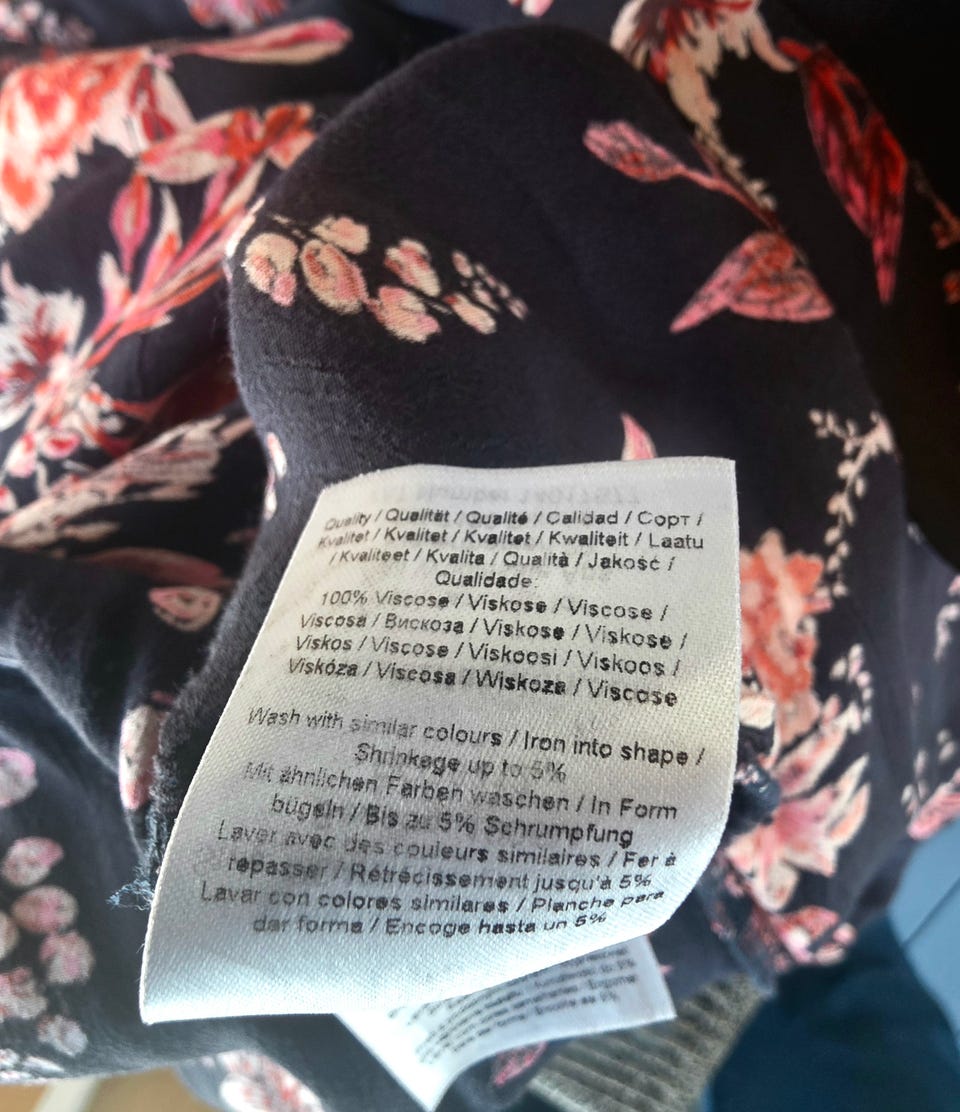 Quality / Qualität / Qualité / Calidad / Сорт /
Kvalitet / Kvalitet / Kvalitet / Kwaliteit / Laatu
/ Kvaliteet / Kvalita / Qualità / Jakość /
Qualidade:
100% Viscose / Viskose / Viscose /
Viscosa / Вискоза / Viskose / Viskose /
Viskos / Viscose / Viskoosi / Viskoos /
Viskóza / Viscosa / Wiskoza / Viscose
Wash with similar colours / Iron into shape /
Shrinkage up to 5%
Mit ähnlichen Farben waschen / In Form
bügeln / Bis zu 5% Schrumpfung
Laver avec des couleurs similaires / Fer à
repasser / Rétrécissement jusqu'à 5%
Lavar con colores similares / Planche para
dar forma / Encoge hasta un 5%